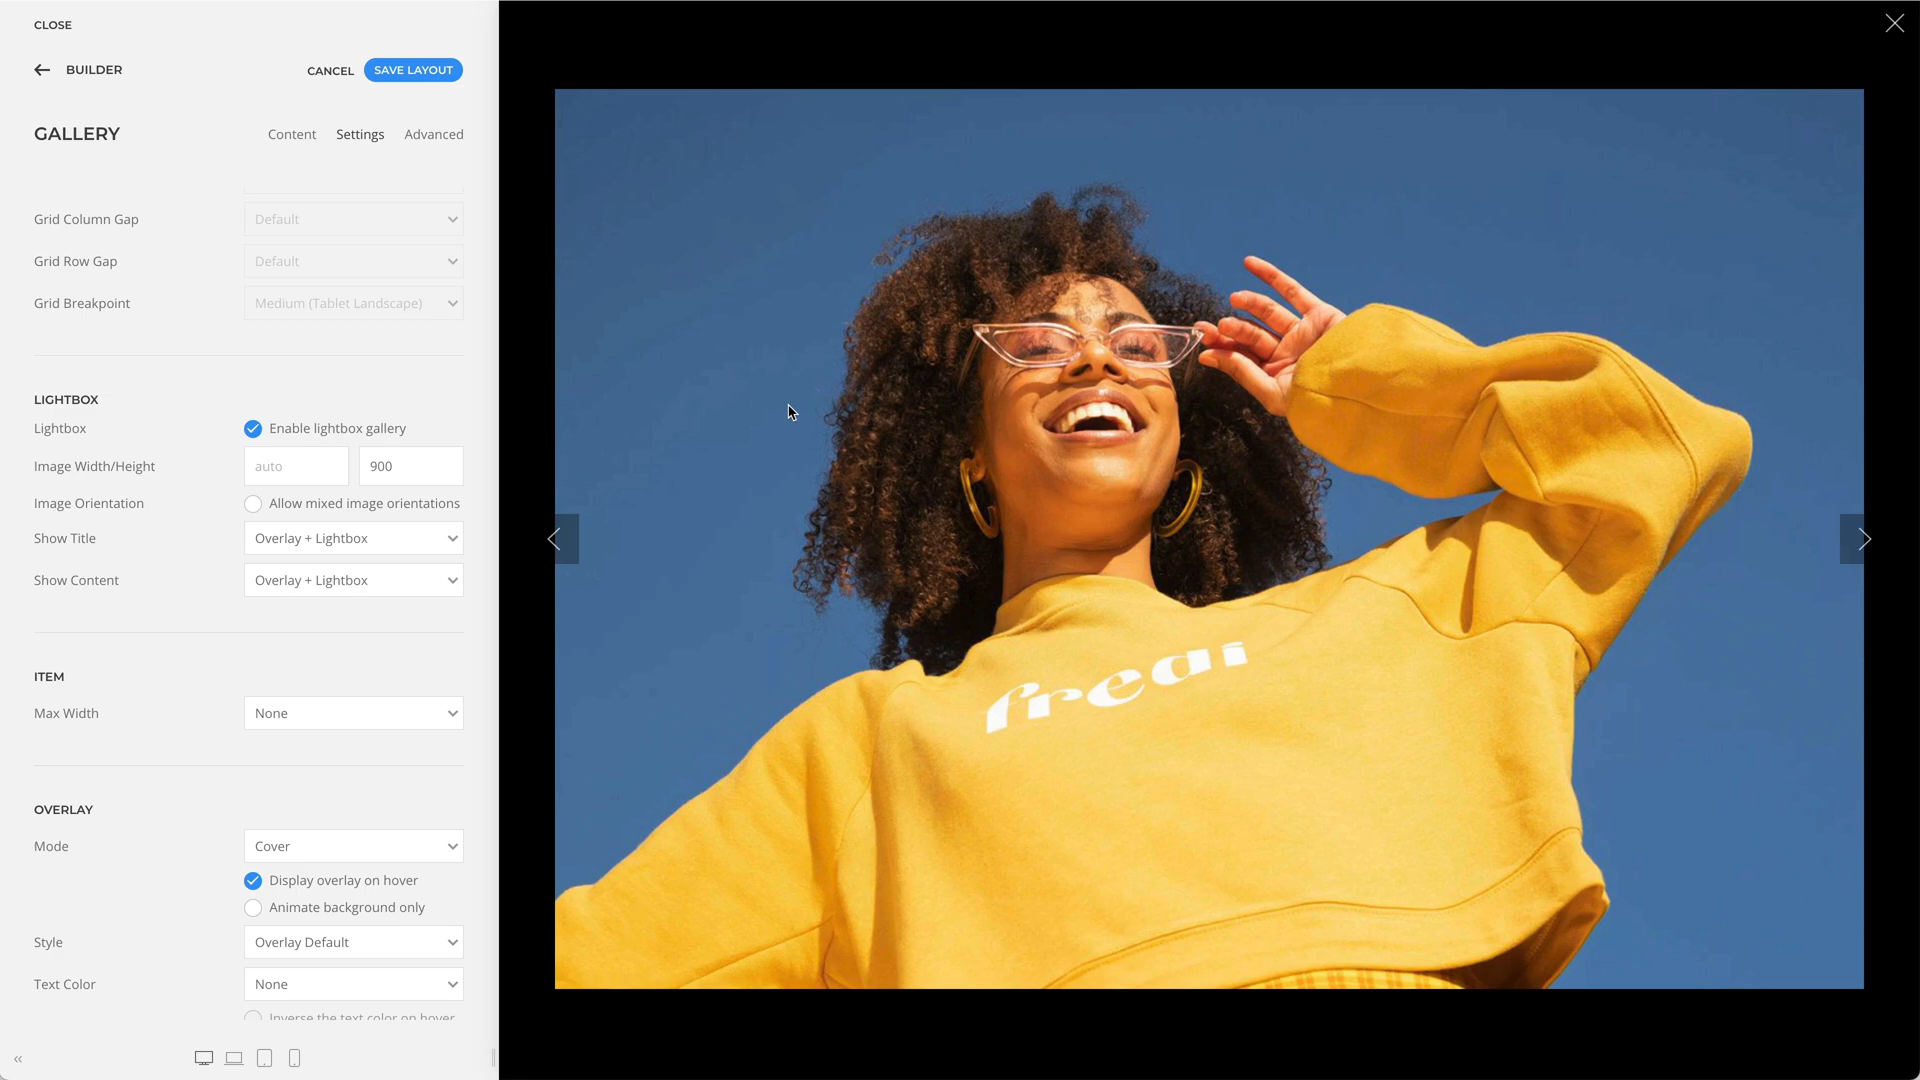 CLOSE
BUILDER
CANCEL
SAVE LAYOUT
GALLERY
Content
Settings
Advanced
Grid Column Gap
Default
Grid Row Gap
Default
Grid Breakpoint
Medium (Tablet Landscape)
LIGHTBOX
Lightbox
Enable lightbox gallery
Image Width/Height
auto
900
Image Orientation
Allow mixed image orientations
Show Title
Overlay + Lightbox
Show Content
Overlay + Lightbox
ITEM
Max Width
None
OVERLAY
Mode
Cover
Display overlay on hover
Animate background only
Style
Overlay Default
Text Color
None
Inverse the text color on hover
fredi